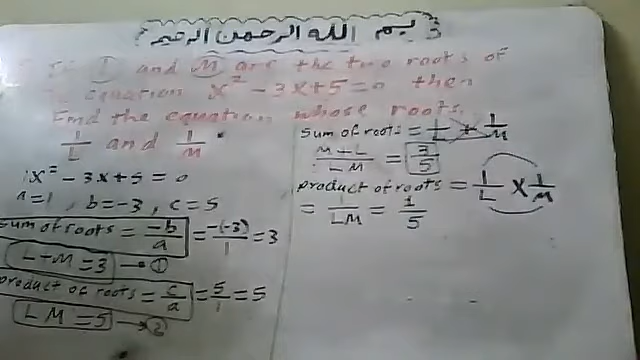 بسم الله الرحمن الرحيم
If L and M are the two roots of
equation x² - 3x + 5 = 0 then
Find the equation whose roots.
1/L and 1/M.
x² - 3x + 5 = 0
a=1, b=-3, c=5
Sum of roots = -b/a = -(-3)/1 = 3
L+M=3 → ①
Product of roots = c/a = 5/1 = 5
LM=5 → ②
Sum of roots = 1/L + 1/M
M+L/LM = 3/5
product of roots = 1/L × 1/M
= 1/LM = 1/5